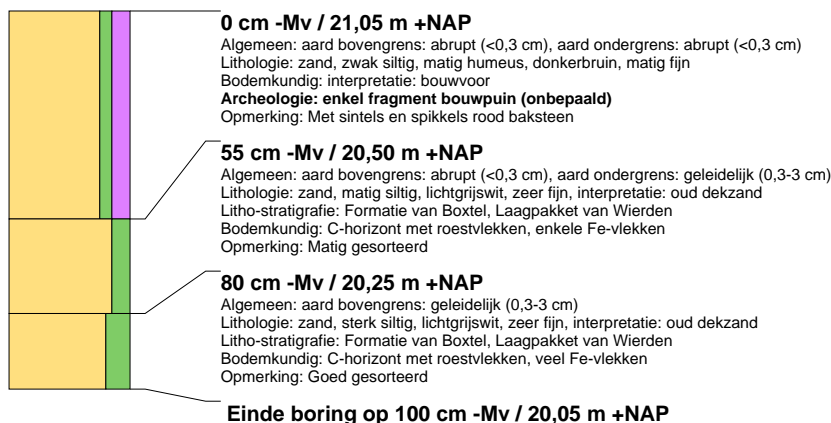 0 cm -Mv / 21,05 m +NAP
Algemeen: aard bovengrens: abrupt (<0,3 cm), aard ondergrens: abrupt (<0,3 cm)
Lithologie: zand, zwak siltig, matig humeus, donkerbruin, matig fijn
Bodemkundig: interpretatie: bouwvoor
Archeologie: enkel fragment bouwpuin (onbepaald)
Opmerking: Met sintels en spikkels rood baksteen
55 cm -Mv / 20,50 m +NAP
Algemeen: aard bovengrens: abrupt (<0,3 cm), aard ondergrens: geleidelijk (0,3-3 cm)
Lithologie: zand, matig siltig, lichtgrijswit, zeer fijn, interpretatie: oud dekzand
Litho-stratigrafie: Formatie van Boxtel, Laagpakket van Wierden
Bodemkundig: C-horizont met roestvlekken, enkele Fe-vlekken
Opmerking: Matig gesorteerd
80 cm -Mv / 20,25 m +NAP
Algemeen: aard bovengrens: geleidelijk (0,3-3 cm)
Lithologie: zand, sterk siltig, lichtgrijswit, zeer fijn, interpretatie: oud dekzand
Litho-stratigrafie: Formatie van Boxtel, Laagpakket van Wierden
Bodemkundig: C-horizont met roestvlekken, veel Fe-vlekken
Opmerking: Goed gesorteerd
Einde boring op 100 cm -Mv / 20,05 m +NAP